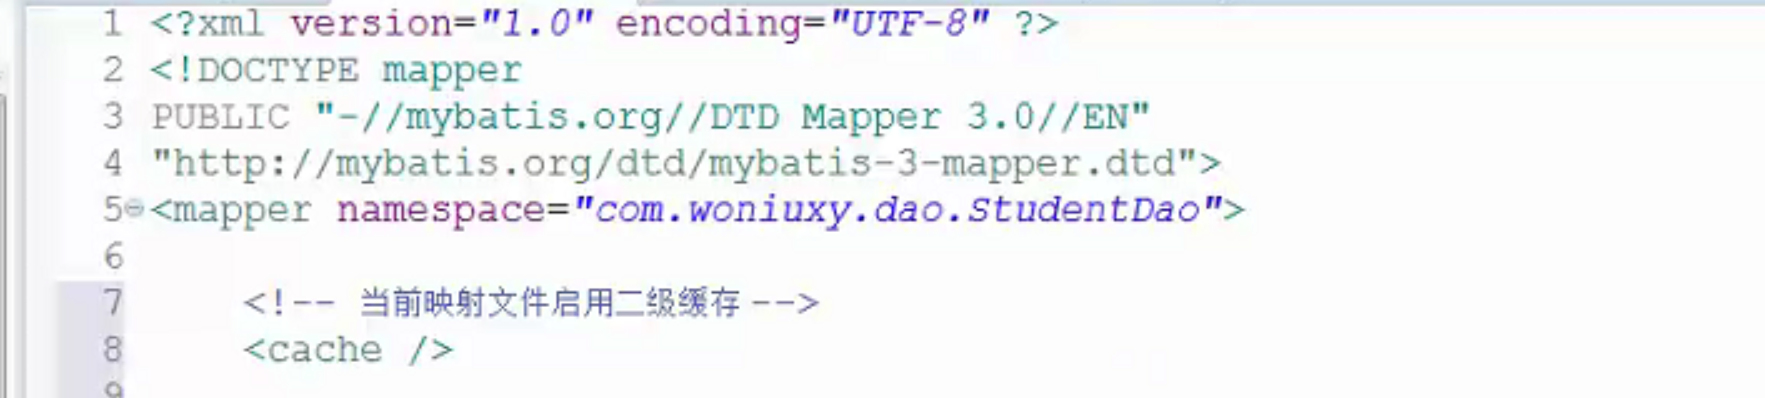 1 <?xml version="1.0" encoding="UTF-8" ?>
2 <!DOCTYPE mapper
3 PUBLIC "-//mybatis.org//DTD Mapper 3.0//EN"
4 "http://mybatis.org/dtd/mybatis-3-mapper.dtd">
5 <mapper namespace="com.woniuxy.dao.StudentDao">
6
7 <!-- 当前映射文件启用二级缓存 -->
8 <cache />
9